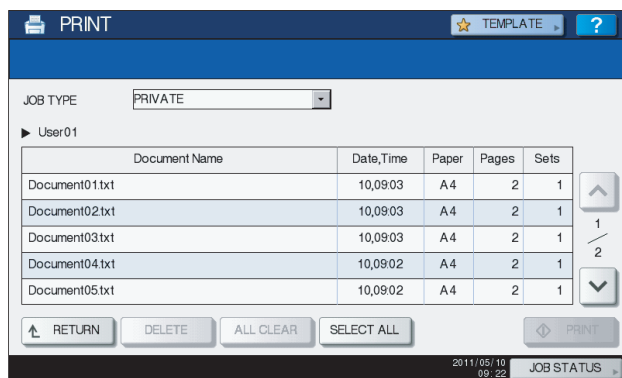 PRINT
TEMPLATE
?
JOB TYPE PRIVATE
User01
Document Name Date,Time Paper Pages Sets
Document01.txt 10,09:03 A4 2 1
Document02.txt 10,09:03 A4 2 1
Document03.txt 10,09:03 A4 2 1
Document04.txt 10,09:02 A4 2 1
Document05.txt 10,09:02 A4 2 1
1
2
RETURN DELETE ALL CLEAR SELECT ALL PRINT
2011/05/10
09:22
JOB STATUS